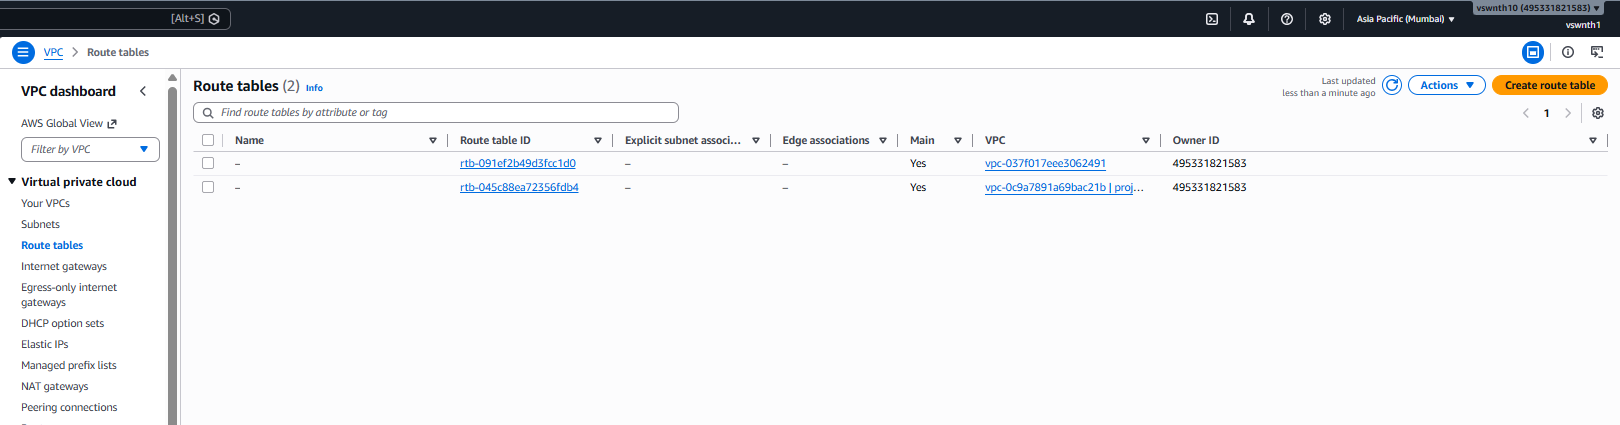 [Alt+S]
Asia Pacific (Mumbai)
vswnth10 (495331821583)
vswnth1
VPC
Route tables
VPC dashboard
AWS Global View
Filter by VPC
Virtual private cloud
Your VPCs
Subnets
Route tables
Internet gateways
Egress-only internet
gateways
DHCP option sets
Elastic IPs
Managed prefix lists
NAT gateways
Peering connections
Route tables (2) Info
Last updated
less than a minute ago
Actions
Create route table
Find route tables by attribute or tag
1
Name Route table ID Explicit subnet associ... Edge associations Main VPC Owner ID
– rtb-091ef2b49d3fcc1d0 – – Yes vpc-037f017eee3062491 495331821583
– rtb-045c88ea72356fdb4 – – Yes vpc-0c9a7891a69bac21b | proj... 495331821583